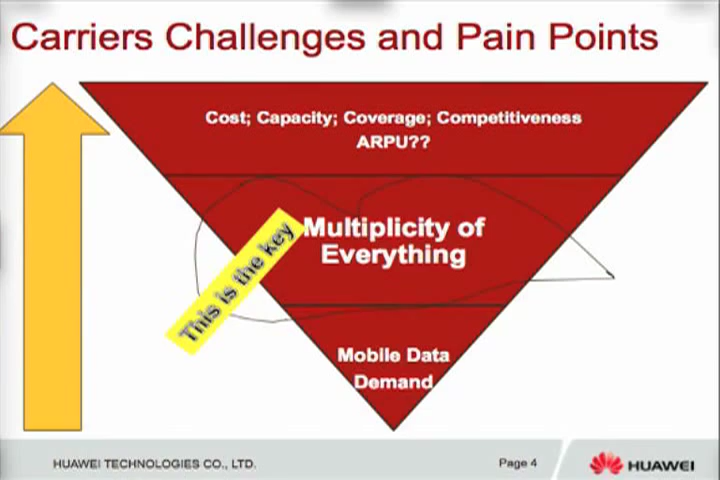 Carriers Challenges and Pain Points
Cost; Capacity; Coverage; Competitiveness
ARPU??
Multiplicity of
Everything
This is the key
Mobile Data
Demand
HUAWEI TECHNOLOGIES CO., LTD.
Page 4
HUAWEI